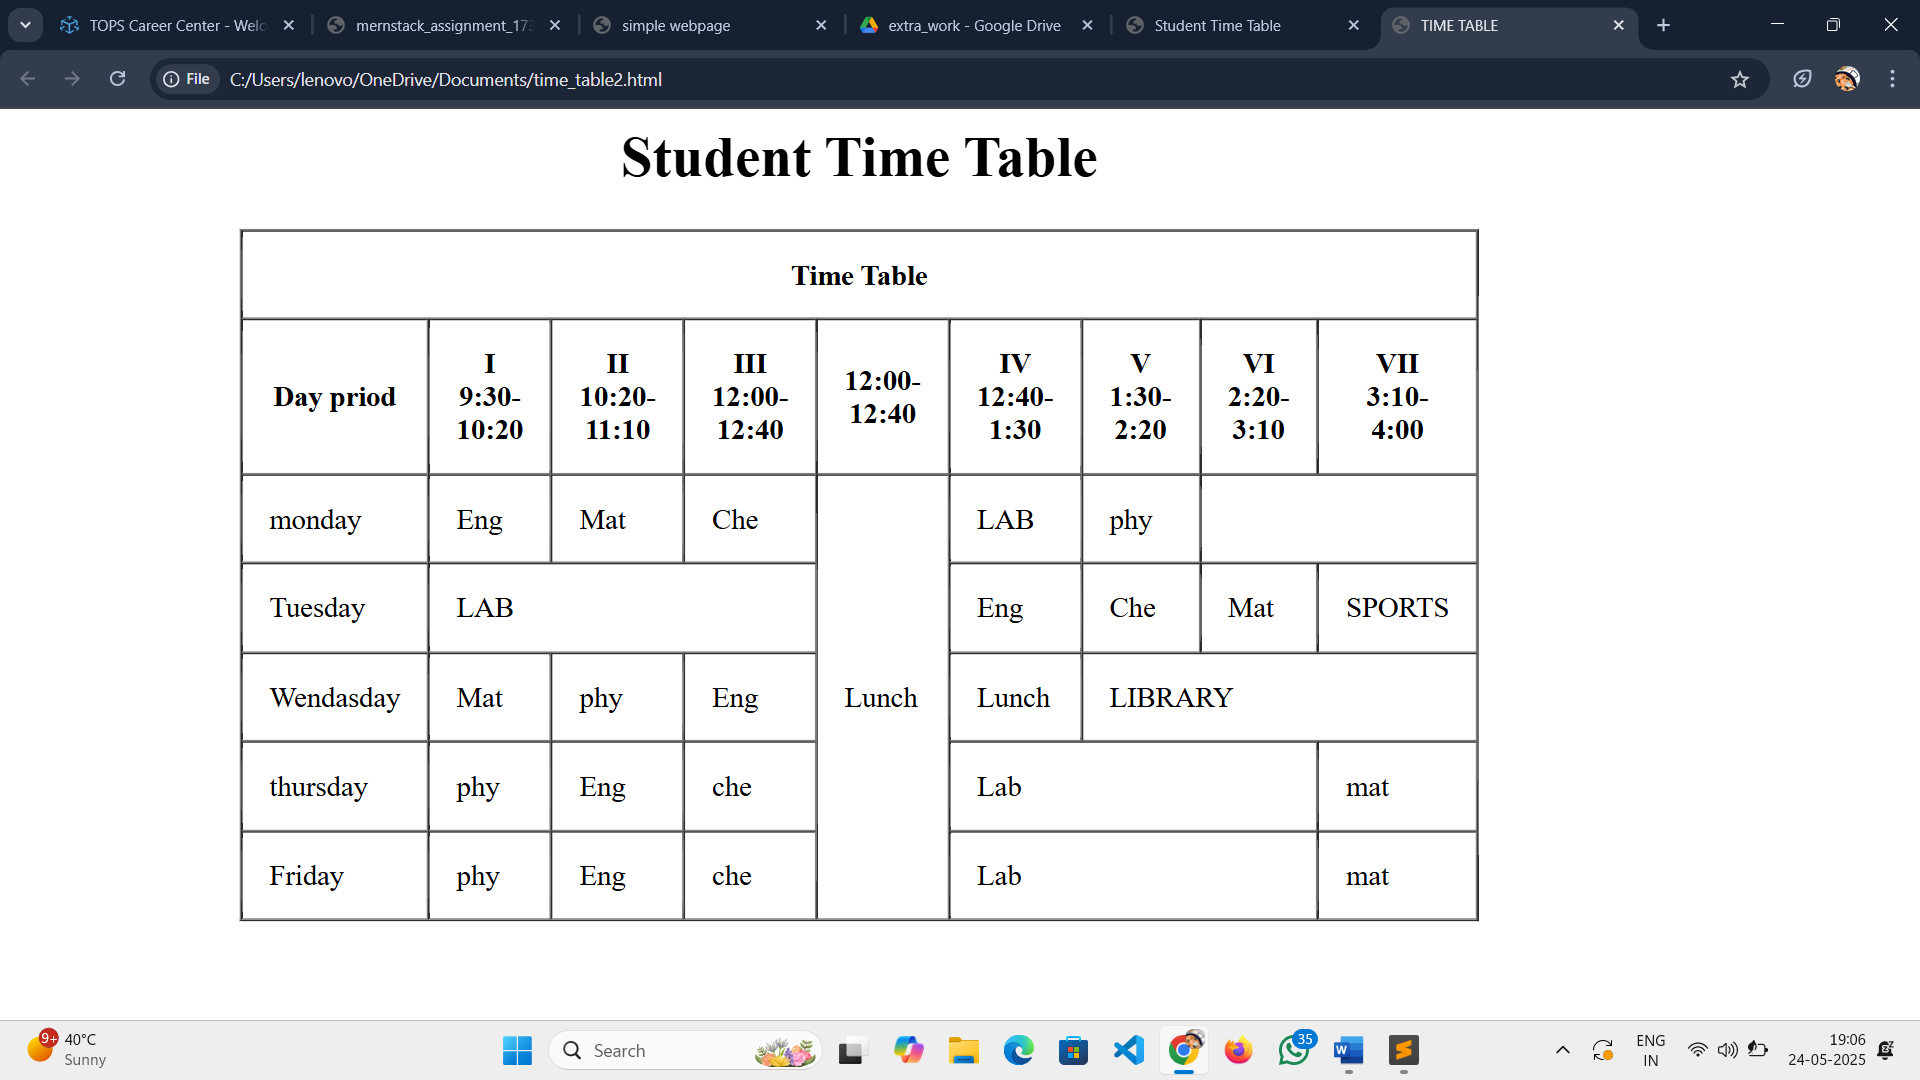 TOPS Career Center - Welc
mernstack_assignment_173
simple webpage
extra_work - Google Drive
Student Time Table
TIME TABLE
File
C:/Users/lenovo/OneDrive/Documents/time_table2.html
Student Time Table
Time Table
Day priod
I
9:30-
10:20
II
10:20-
11:10
III
12:00-
12:40
12:00-
12:40
IV
12:40-
1:30
V
1:30-
2:20
VI
2:20-
3:10
VII
3:10-
4:00
monday Eng Mat Che LAB phy
Tuesday LAB Eng Che Mat SPORTS
Wendasday Mat phy Eng Lunch Lunch LIBRARY
thursday phy Eng che Lab mat
Friday phy Eng che Lab mat
9+
40°C
Sunny
Search
35
ENG
IN
19:06
24-05-2025